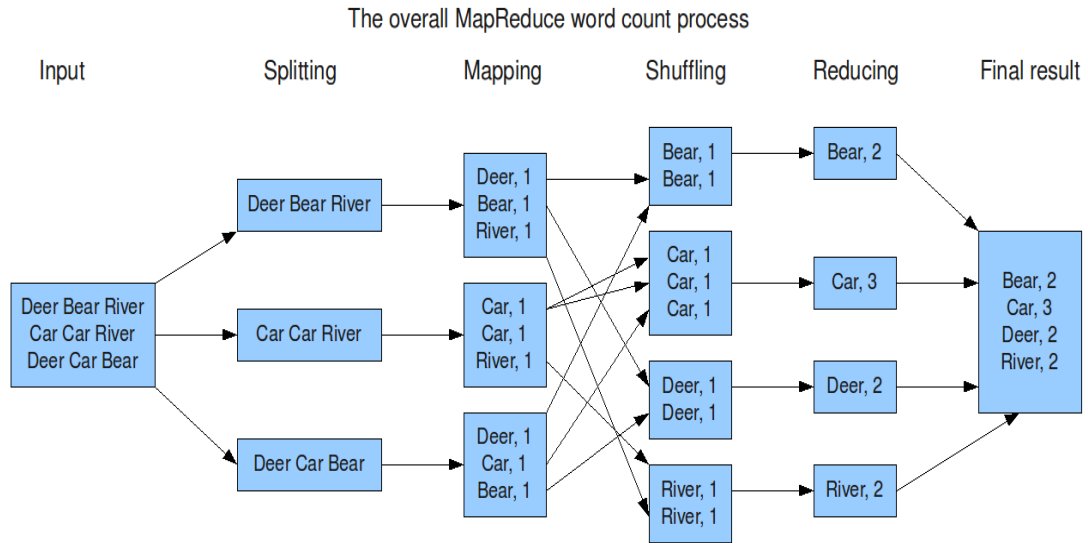 The overall MapReduce word count process
Input
Splitting
Mapping
Shuffling
Reducing
Final result
Deer Bear River
Car Car River
Deer Car Bear
Deer Bear River
Car Car River
Deer Car Bear
Deer, 1
Bear, 1
River, 1
Car, 1
Car, 1
River, 1
Deer, 1
Car, 1
Bear, 1
Bear, 1
Bear, 1
Car, 1
Car, 1
Car, 1
Deer, 1
Deer, 1
River, 1
River, 1
Bear, 2
Car, 3
Deer, 2
River, 2
Bear, 2
Car, 3
Deer, 2
River, 2